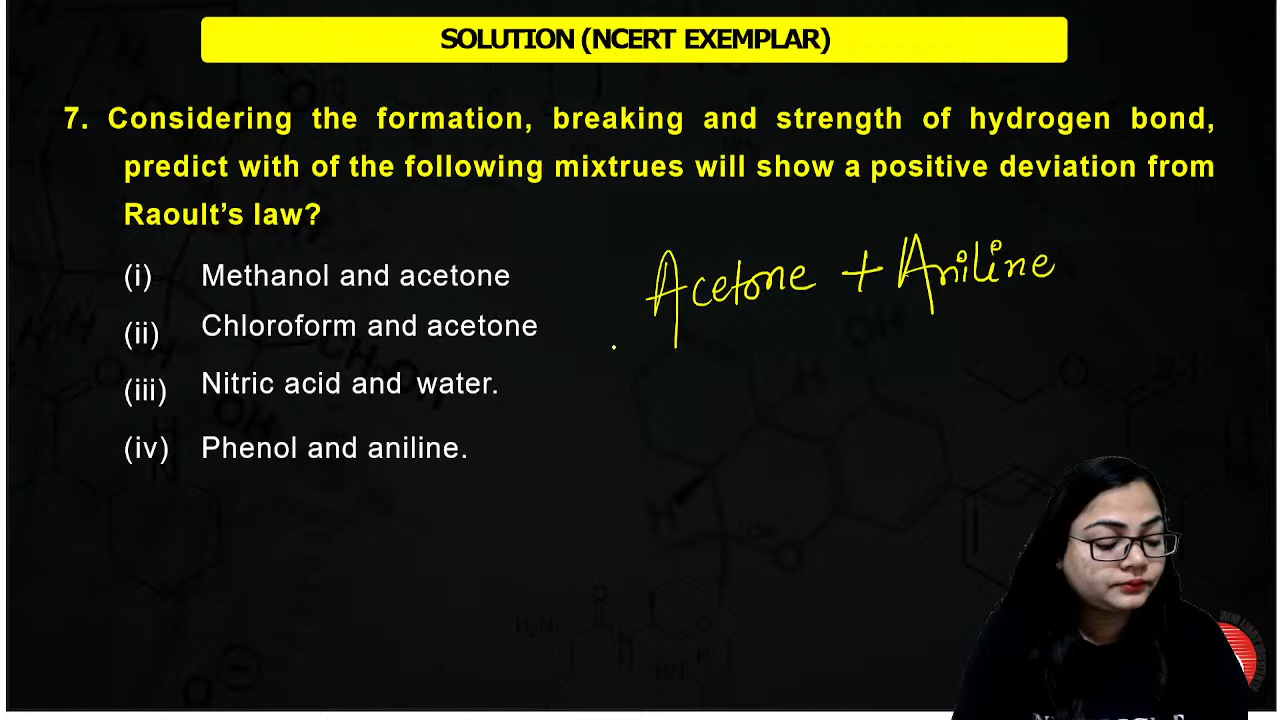 SOLUTION (NCERT EXEMPLAR)
7. Considering the formation, breaking and strength of hydrogen bond,
predict with of the following mixtrues will show a positive deviation from
Raoult's law?
(i) Methanol and acetone
Acetone + Aniline
(ii) Chloroform and acetone
(iii) Nitric acid and water.
(iv) Phenol and aniline.